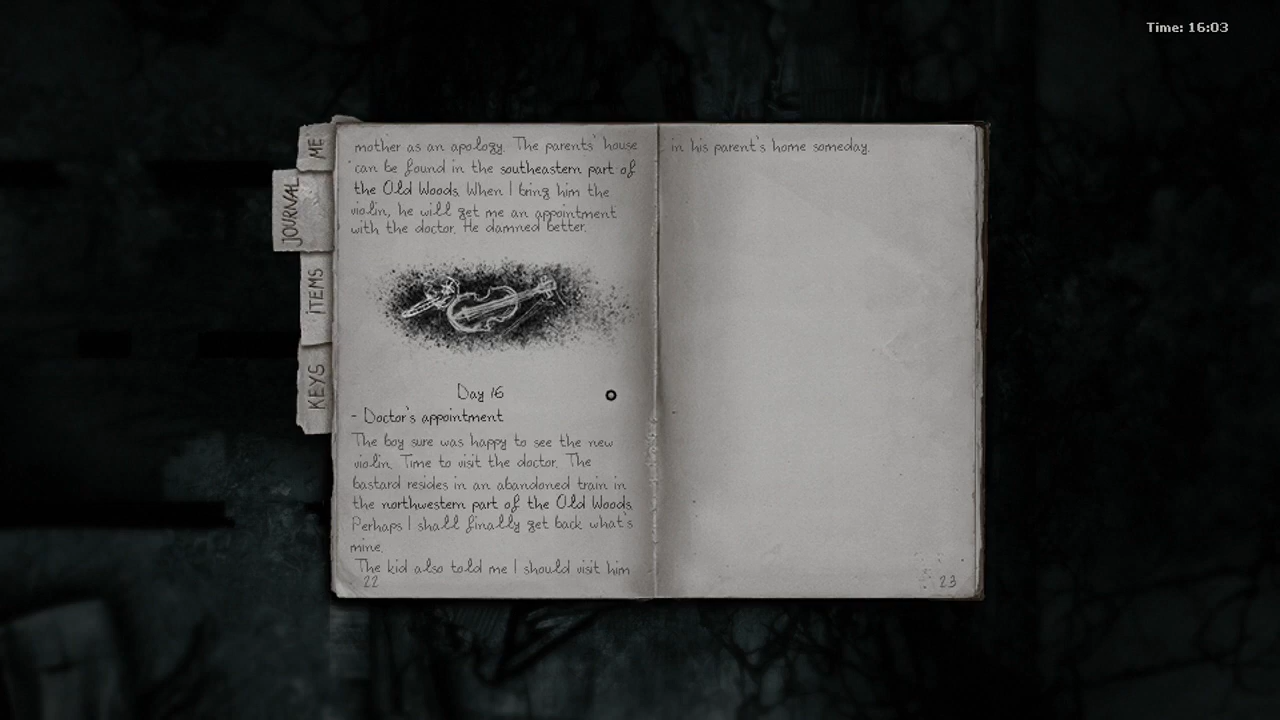 Time: 16:03
ME
JOURNAL
ITEMS
KEYS
mother as an apology. The parents' house
can be found in the southeastern part of
the Old Woods. When I bring him the
violin, he will get me an appointment
with the doctor. He damned better.
Day 16
- Doctor's appointment
The boy sure was happy to see the new
violin. Time to visit the doctor. The
bastard resides in an abandoned train in
the northwestern part of the Old Woods.
Perhaps I shall finally get back what's
mine.
The kid also told me I should visit him
22
in his parent's home someday.
23